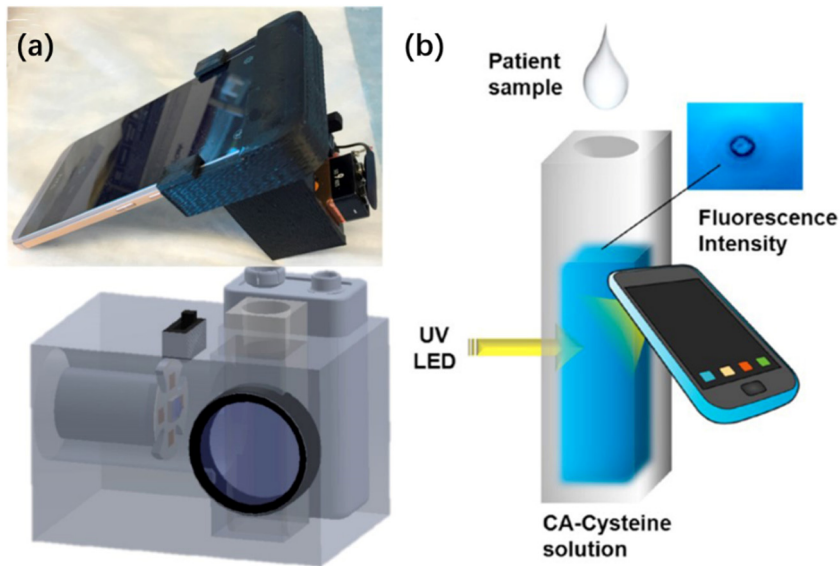 (a)
(b)
Patient
sample
Fluorescence
Intensity
UV
LED
CA-Cysteine
solution